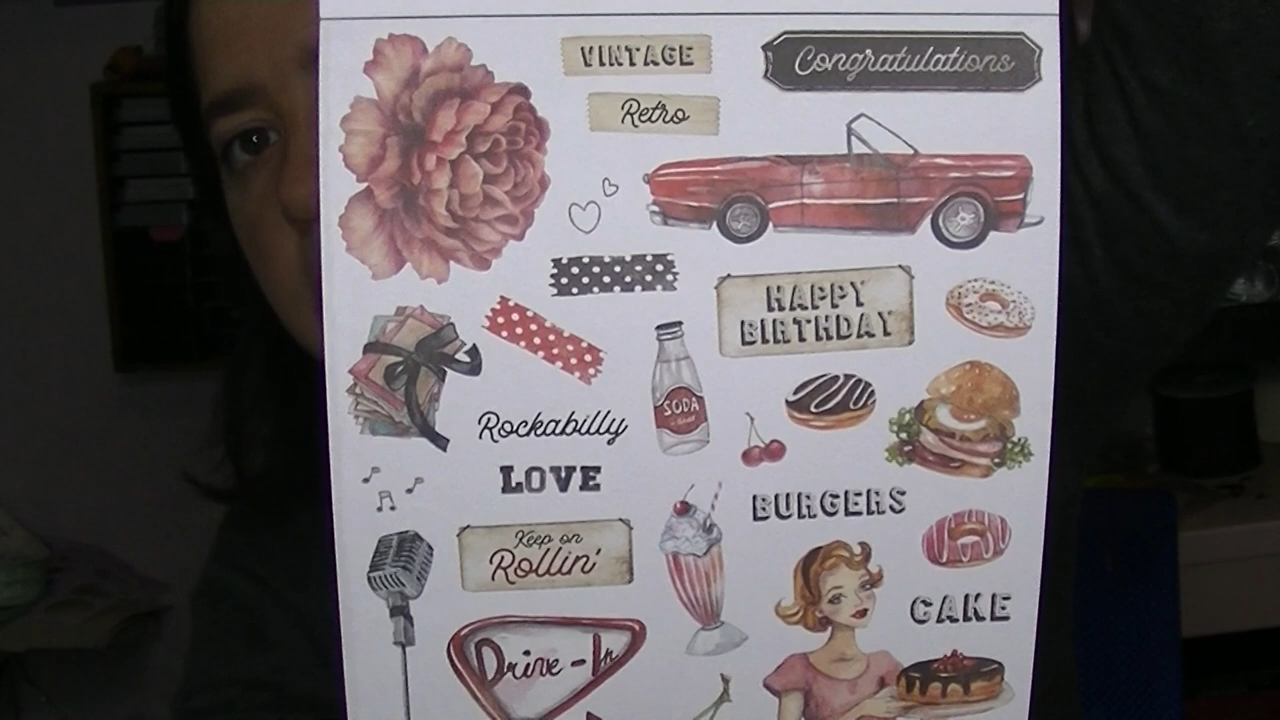 VINTAGE
Congratulations
Retro
HAPPY
BIRTHDAY
SODA
Rockabilly
LOVE
BURGERS
Keep on
Rollin'
CAKE
Drive-In